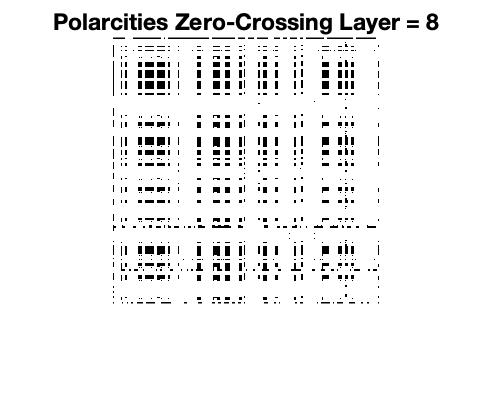 Polarcities Zero-Crossing Layer = 8